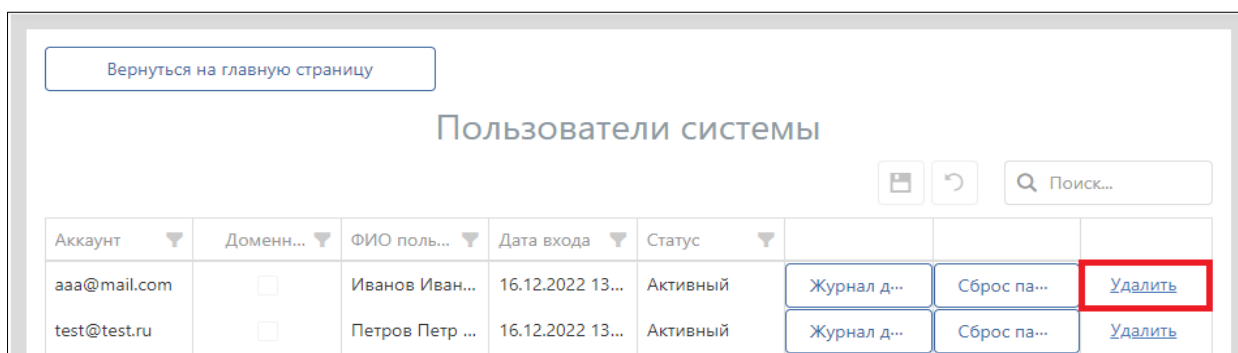 Вернуться на главную страницу
Пользователи системы
Поиск...
Аккаунт Доменн... ФИО поль... Дата входа Статус
aaa@mail.com Иванов Иван... 16.12.2022 13... Активный Журнал д... Сброс па... Удалить
test@test.ru Петров Петр ... 16.12.2022 13... Активный Журнал д... Сброс па... Удалить